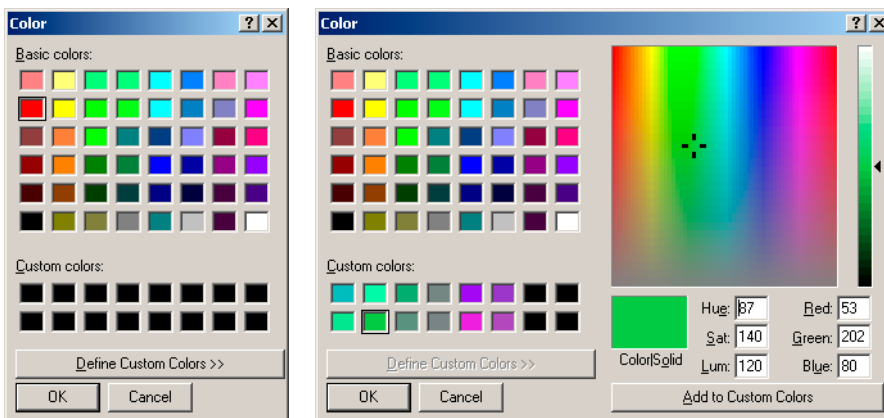 Color
Basic colors:
Custom colors:
Define Custom Colors >>
OK Cancel
Color
Basic colors:
Custom colors:
Define Custom Colors >>
OK Cancel
Color|Solid
Hue: 87 Red: 53
Sat: 140 Green: 202
Lum: 120 Blue: 80
Add to Custom Colors